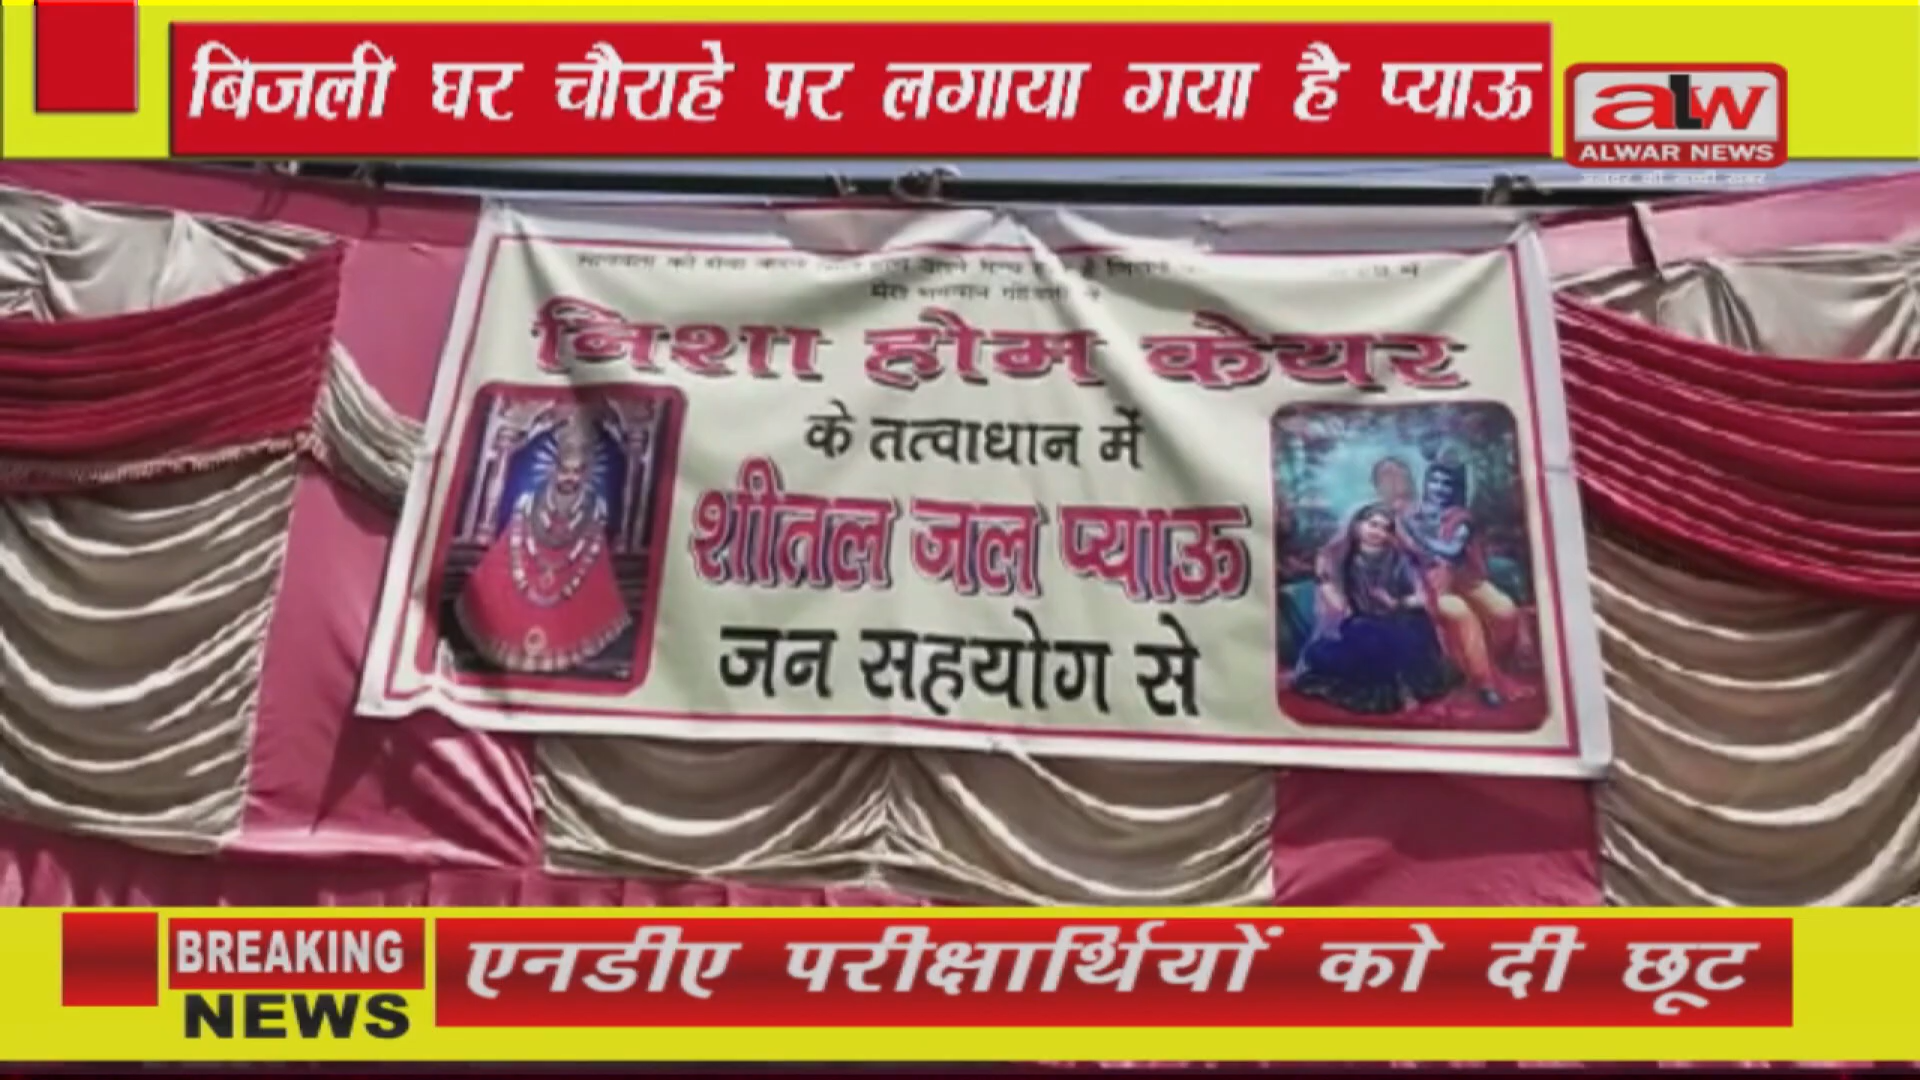 बिजली घर चौराहे पर लगाया गया है प्याऊ
alw
ALWAR NEWS
निशा होम केयर
के तत्वाधान में
शीतल जल प्याऊ
जन सहयोग से
BREAKING
NEWS
एनडीए परीक्षार्थियों को दी छूट